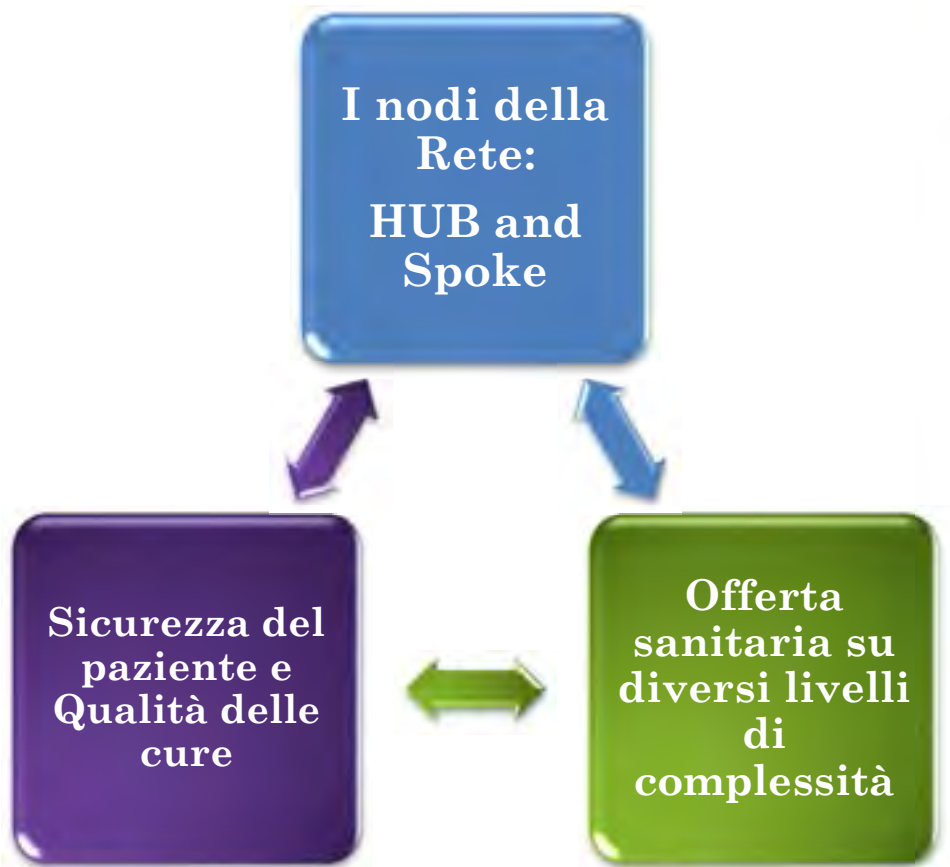 I nodi della
Rete:
HUB and
Spoke
Sicurezza del
paziente e
Qualità delle
cure
Offerta
sanitaria su
diversi livelli
di
complessità